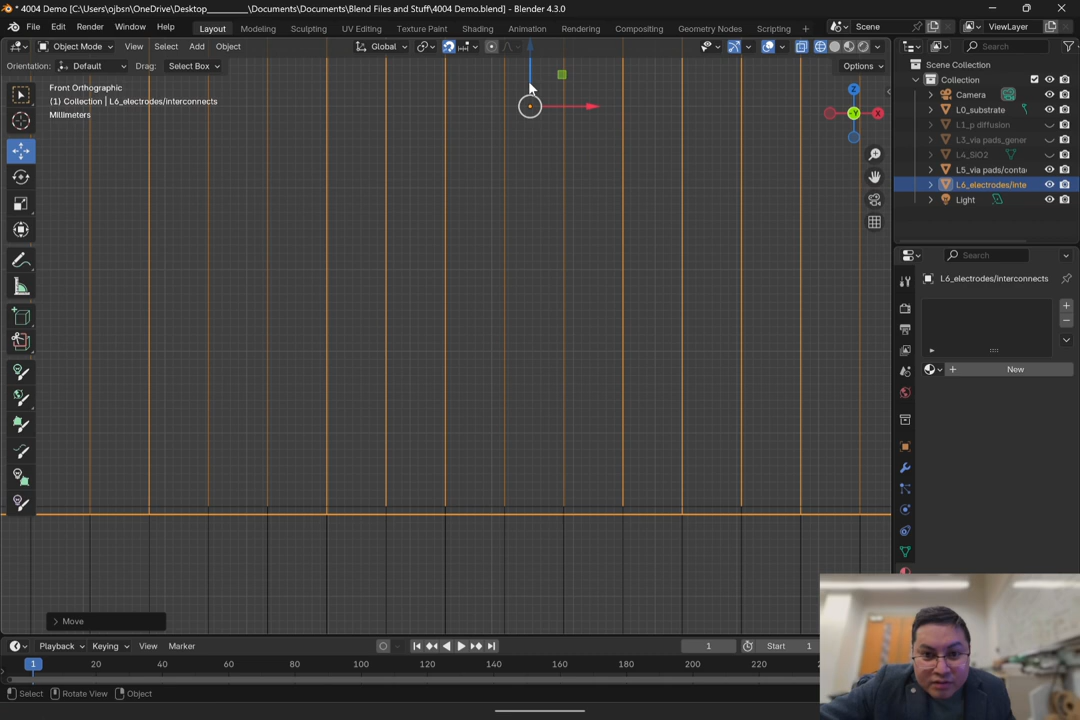 * 4004 Demo [C:\Users\ojbsn\OneDrive\Desktop_________\Documents\Documents\Blend Files and Stuff\4004 Demo.blend] - Blender 4.3.0
File Edit Render Window Help Layout Modeling Sculpting UV Editing Texture Paint Shading Animation Rendering Compositing Geometry Nodes Scripting + Scene ViewLayer
Object Mode View Select Add Object Global Search
Orientation: Default Drag: Select Box Options
Front Orthographic
(1) Collection | L6_electrodes/interconnects
Millimeters
Z
X
-Y
Scene Collection
Collection
Camera
L0_substrate
L1_p diffusion
L3_via pads_gener
L4_SiO2
L5_via pads/conta
L6_electrodes/inte
Light
Search
L6_electrodes/interconnects
New
Move
Playback Keying View Marker 1 Start 1
1 20 40 60 80 100 120 140 160 180 200 220
Select Rotate View Object